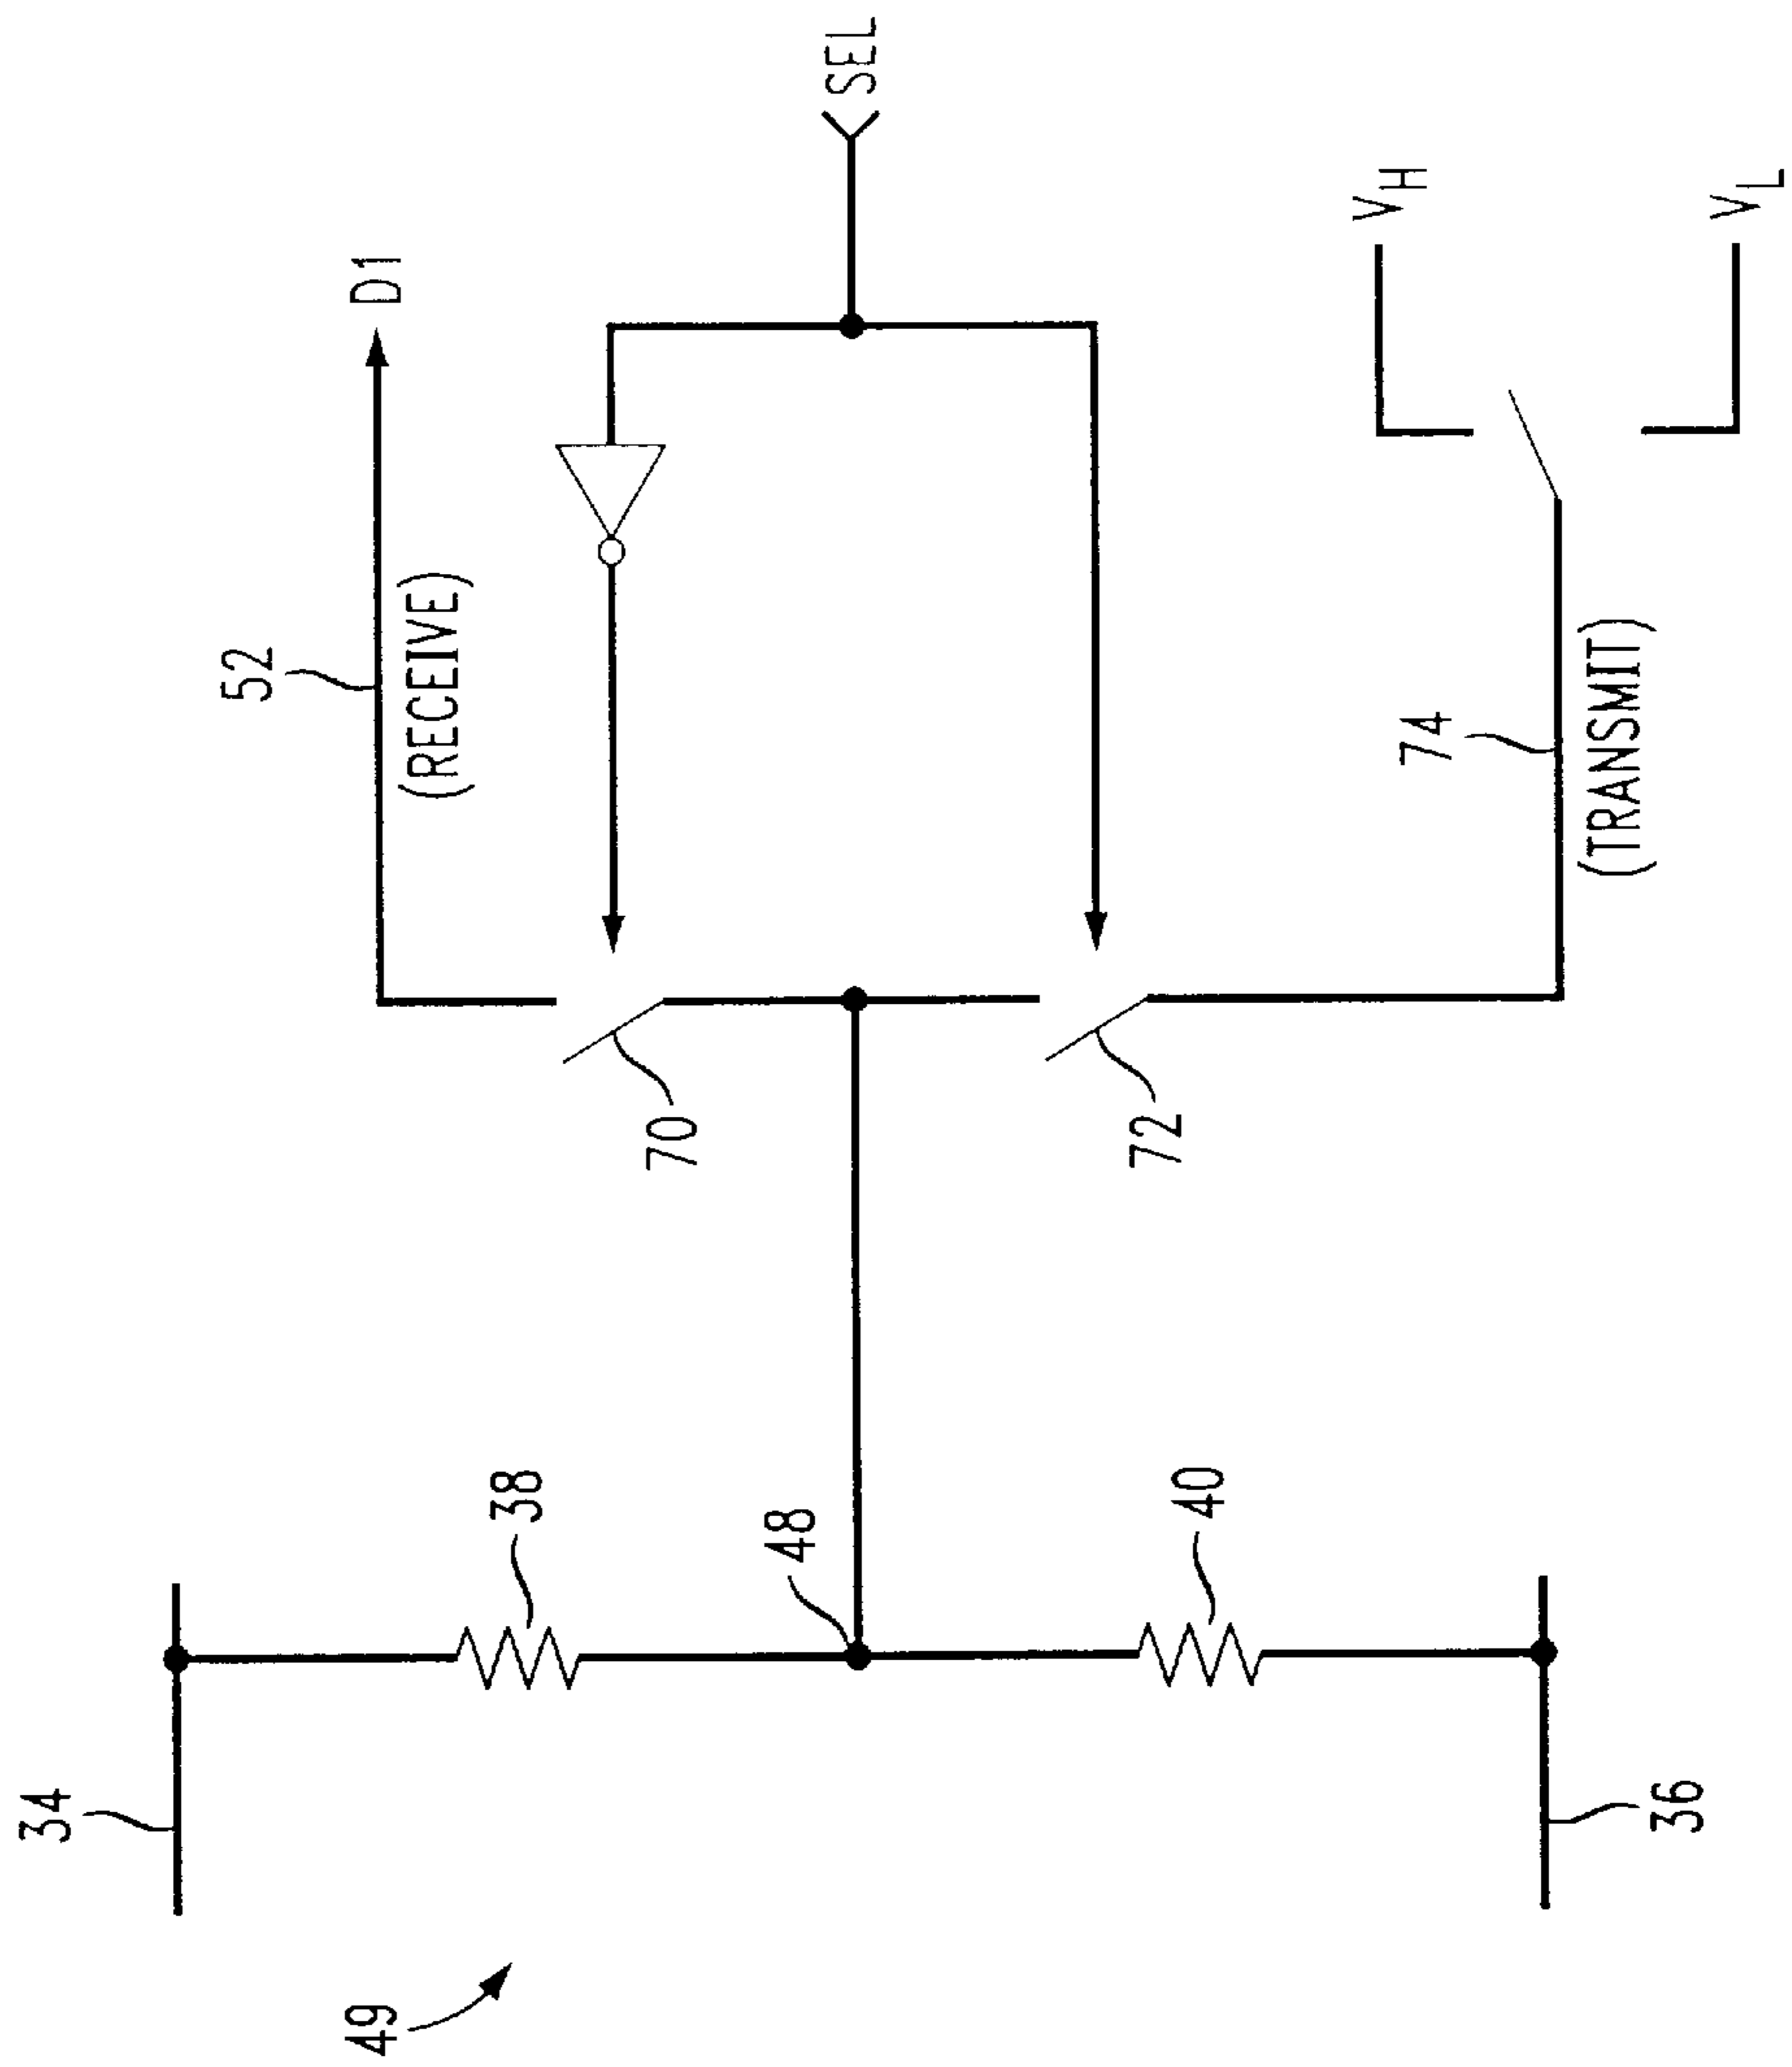 49
34
38
48
40
36
70
72
52
(RECEIVE)
D1
SEL
74
(TRANSMIT)
VH
VL